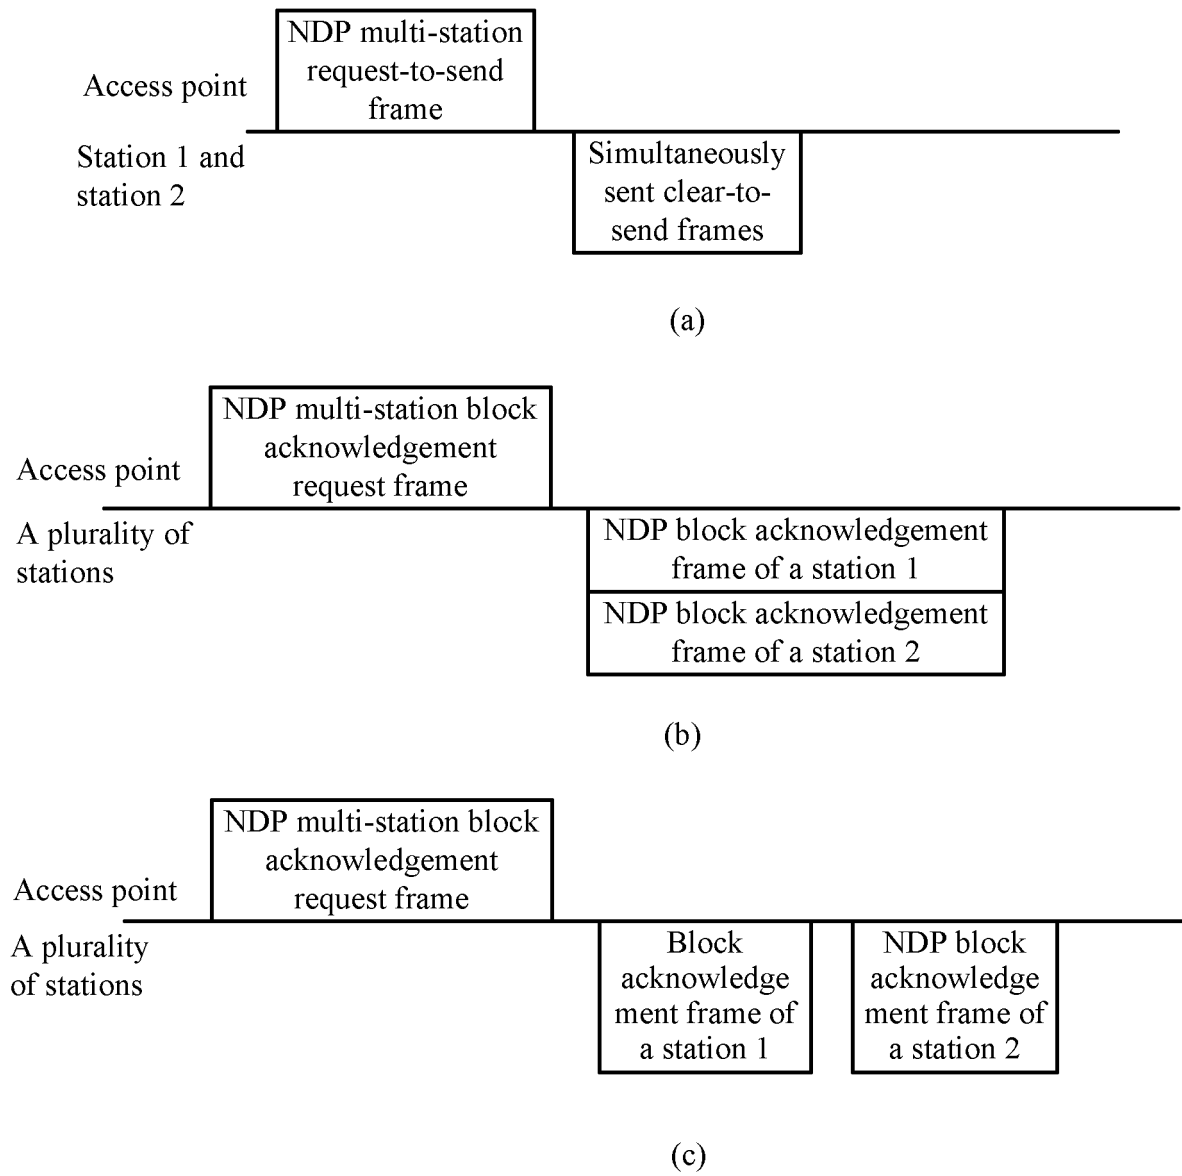 NDP multi-station
request-to-send
frame
Access point
Station 1 and
station 2
Simultaneously
sent clear-to-
send frames
(a)
NDP multi-station block
acknowledgement
request frame
Access point
A plurality of
stations
NDP block acknowledgement
frame of a station 1
NDP block acknowledgement
frame of a station 2
(b)
NDP multi-station block
acknowledgement
request frame
Access point
A plurality
of stations
Block
acknowledge
ment frame of
a station 1
NDP block
acknowledge
ment frame of
a station 2
(c)